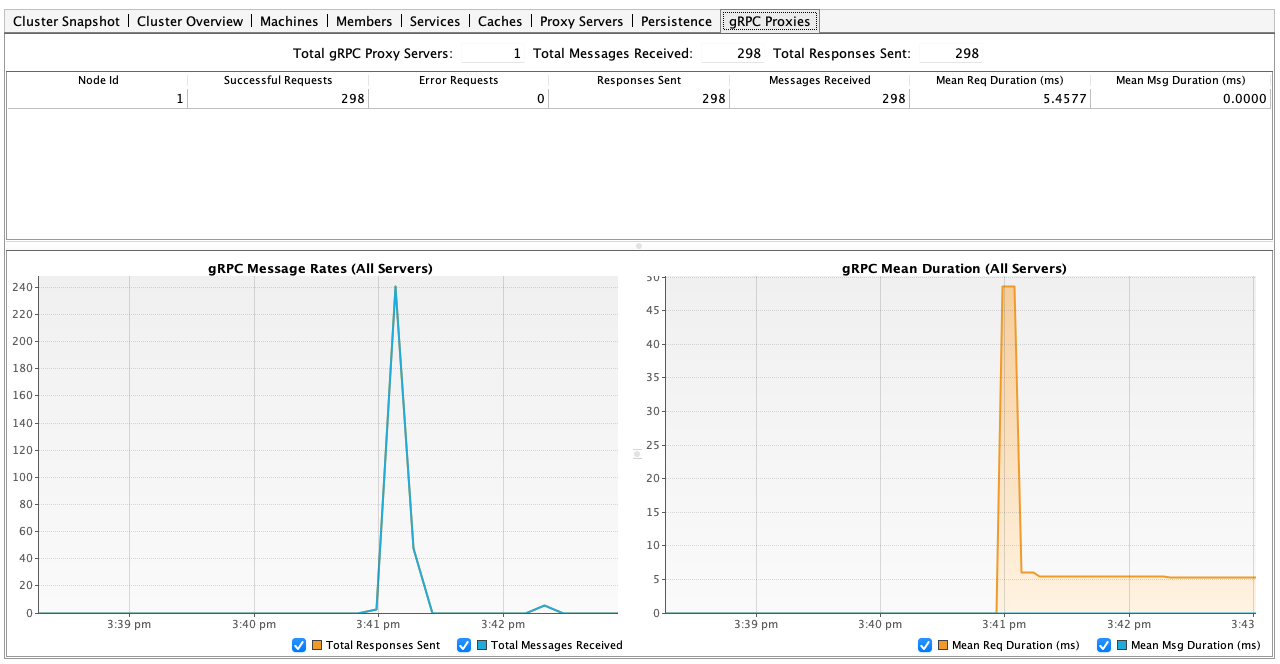 Cluster Snapshot Cluster Overview Machines Members Services Caches Proxy Servers Persistence gRPC Proxies
Total gRPC Proxy Servers: 1 Total Messages Received: 298 Total Responses Sent: 298
Node Id Successful Requests Error Requests Responses Sent Messages Received Mean Req Duration (ms) Mean Msg Duration (ms)
1 298 0 298 298 5.4577 0.0000
gRPC Message Rates (All Servers)
240
220
200
180
160
140
120
100
80
60
40
20
0
3:39 pm 3:40 pm 3:41 pm 3:42 pm
Total Responses Sent Total Messages Received
gRPC Mean Duration (All Servers)
50
45
40
35
30
25
20
15
10
5
0
3:39 pm 3:40 pm 3:41 pm 3:42 pm 3:43
Mean Req Duration (ms) Mean Msg Duration (ms)